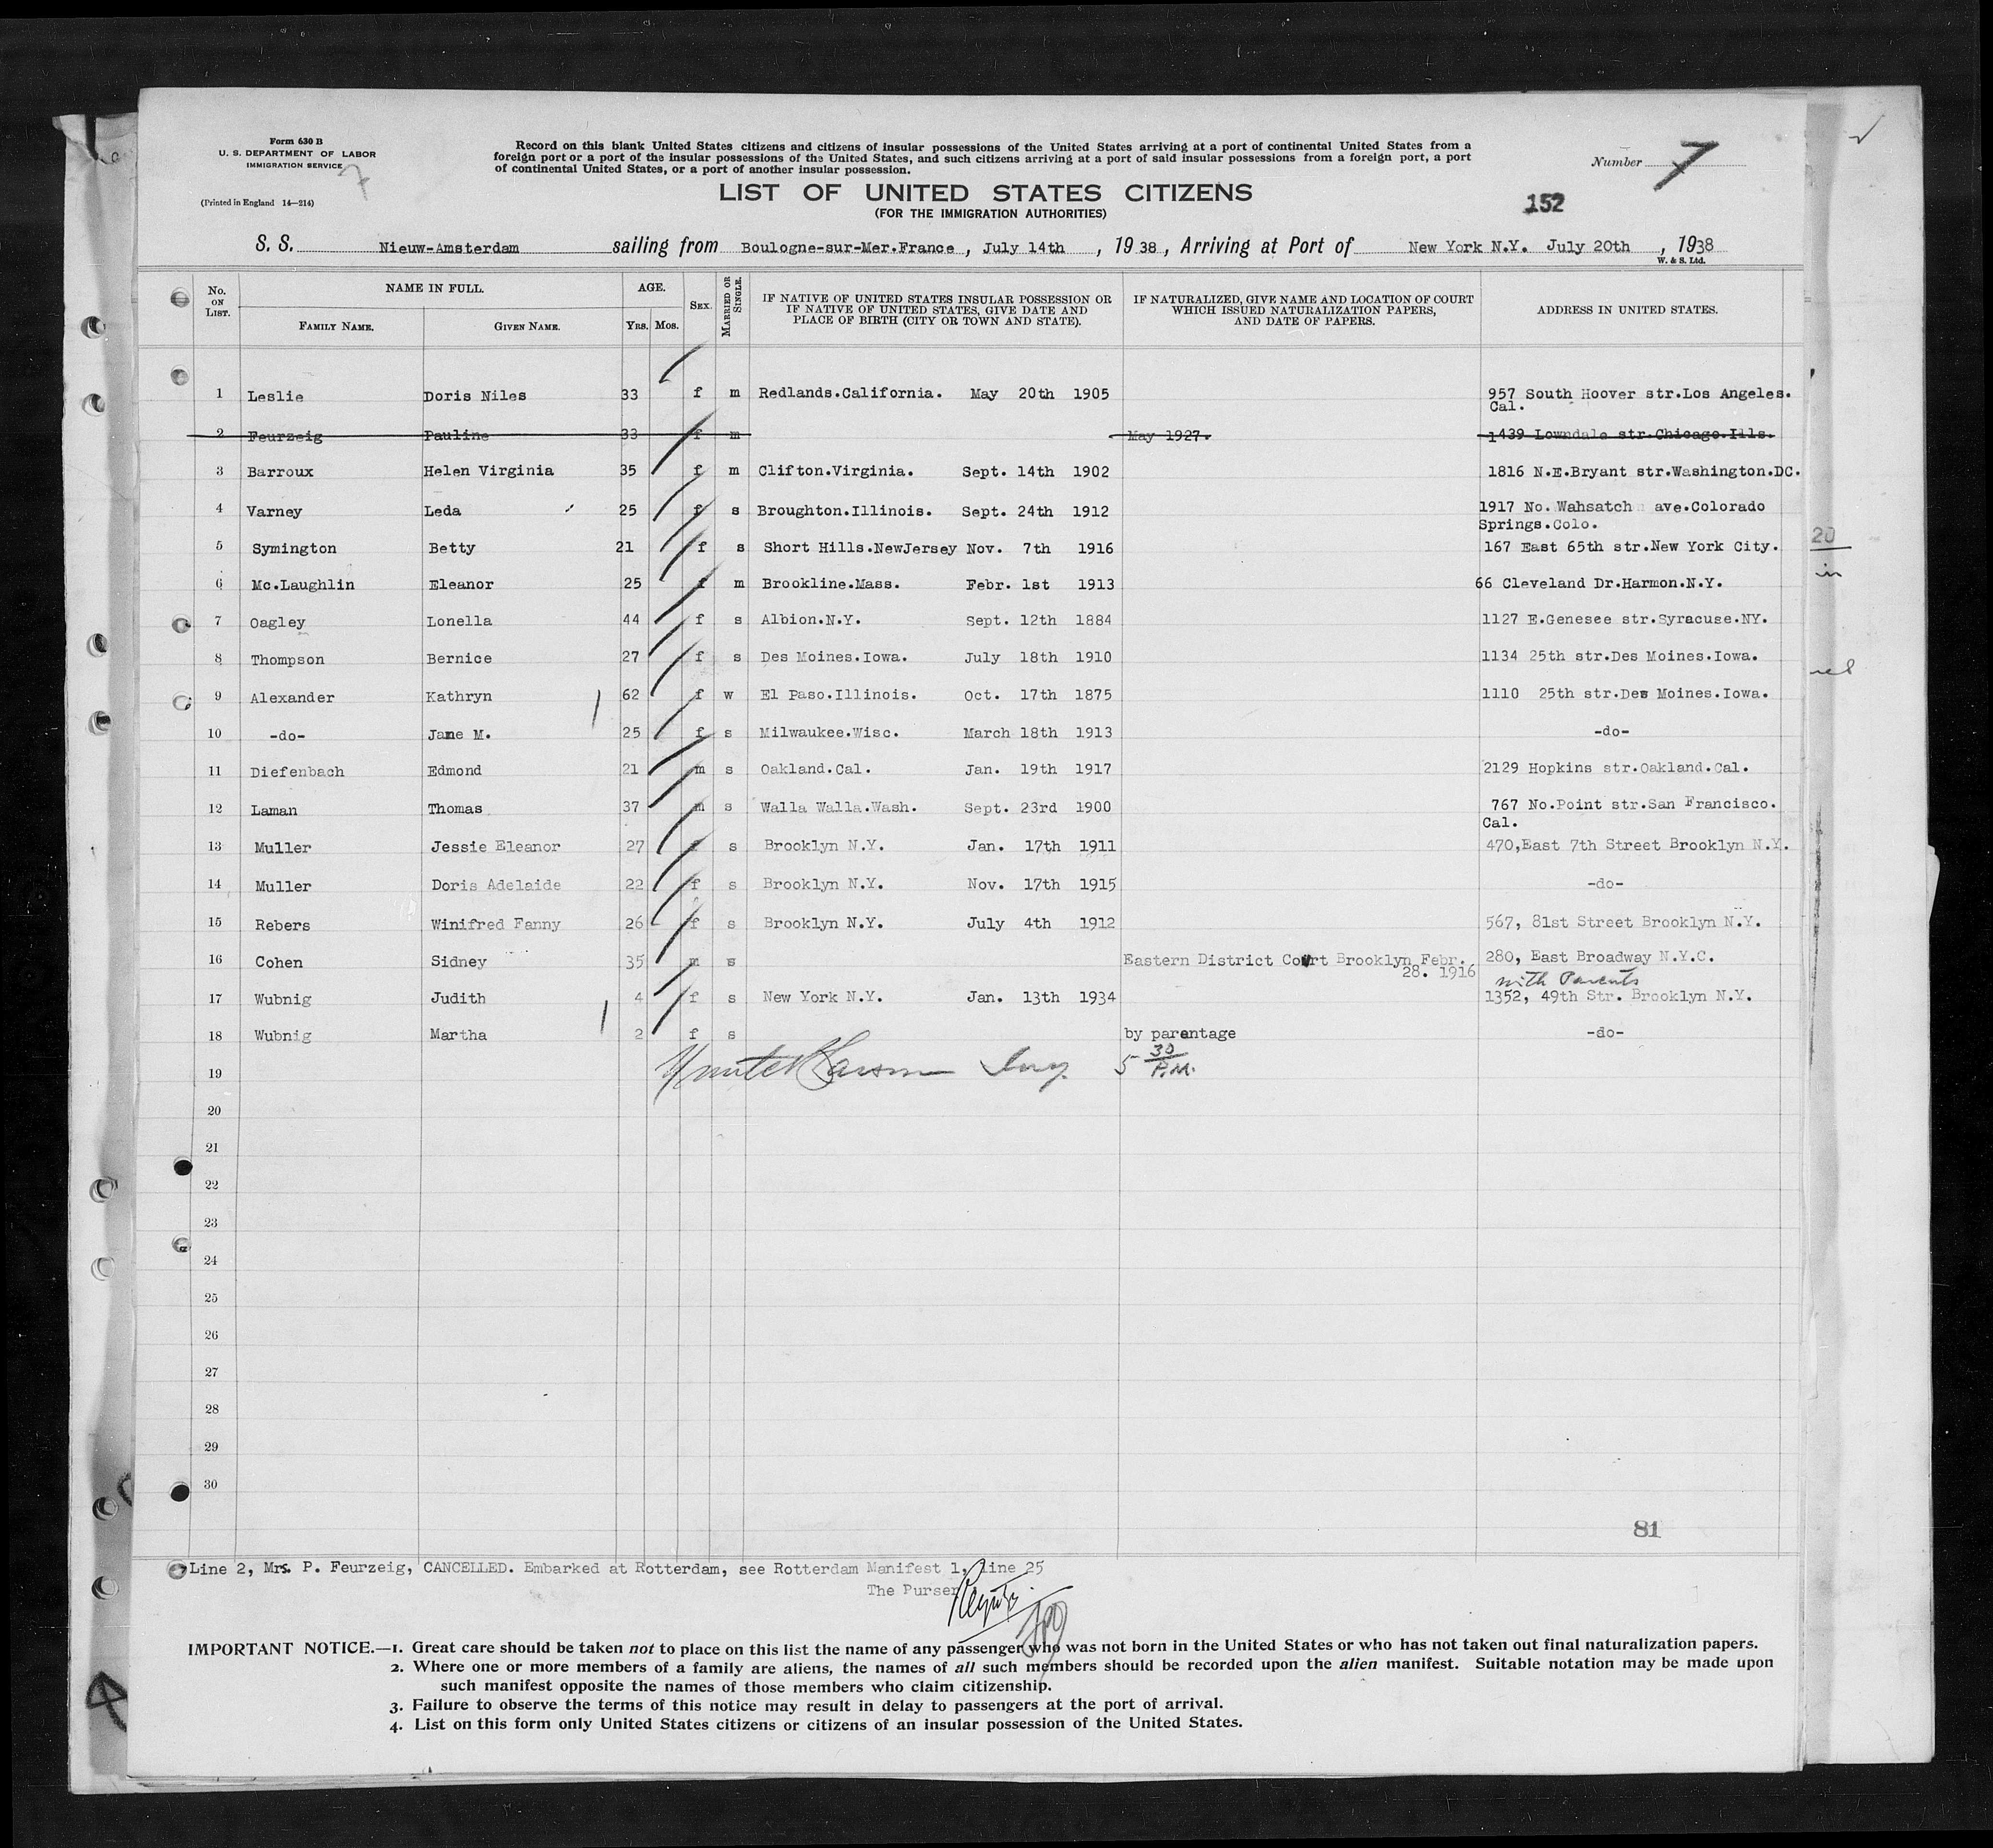 Form 630 B
U. S. DEPARTMENT OF LABOR
IMMIGRATION SERVICE
7
(Printed in England 14—214)
Record on this blank United States citizens and citizens of insular possessions of the United States arriving at a port of continental United States from a
foreign port or a port of the insular possessions of the United States, and such citizens arriving at a port of said insular possessions from a foreign port, a port
of continental United States, or a port of another insular possession.
Number 7
LIST OF UNITED STATES CITIZENS
(FOR THE IMMIGRATION AUTHORITIES)
152
S. S. Nieuw-Amsterdam sailing from Boulogne-sur-Mer.France, July 14th, 1938, Arriving at Port of New York N.Y. July 20th, 1938
W. & S. Ltd.
No. ON LIST. NAME IN FULL. FAMILY NAME. GIVEN NAME. AGE. Yrs. Mos. SEX. MARRIED OR SINGLE. IF NATIVE OF UNITED STATES INSULAR POSSESSION OR IF NATIVE OF UNITED STATES, GIVE DATE AND PLACE OF BIRTH (CITY OR TOWN AND STATE). IF NATURALIZED, GIVE NAME AND LOCATION OF COURT WHICH ISSUED NATURALIZATION PAPERS, AND DATE OF PAPERS. ADDRESS IN UNITED STATES.
1 Leslie Doris Niles 33 f m Redlands.California. May 20th 1905 957 South Hoover str.Los Angeles.
Cal.
2 Feurzeig Pauline 33 f m May 1927. 1439 Lowndale str.Chicago.Ills.
3 Barroux Helen Virginia 35 f m Clifton.Virginia. Sept. 14th 1902 1816 N.E.Bryant str.Washington.DC.
4 Varney Leda 25 f s Broughton.Illinois. Sept. 24th 1912 1917 No. Wahsatch ave.Colorado
Springs.Colo.
5 Symington Betty 21 f s Short Hills.NewJersey Nov. 7th 1916 167 East 65th str.New York City.
6 Mc.Laughlin Eleanor 25 f m Brookline.Mass. Febr. 1st 1913 66 Cleveland Dr.Harmon.N.Y.
7 Oagley Lonella 44 f s Albion.N.Y. Sept. 12th 1884 1127 E.Genesee str.Syracuse.NY.
8 Thompson Bernice 27 f s Des Moines.Iowa. July 18th 1910 1134 25th str.Des Moines.Iowa.
9 Alexander Kathryn 62 f w El Paso.Illinois. Oct. 17th 1875 1110 25th str.Des Moines.Iowa.
10 -do- Jane M. 25 f s Milwaukee.Wisc. March 18th 1913 -do-
11 Diefenbach Edmond 21 m s Oakland.Cal. Jan. 19th 1917 2129 Hopkins str.Oakland.Cal.
12 Laman Thomas 37 m s Walla Walla.Wash. Sept. 23rd 1900 767 No.Point str.San Francisco.
Cal.
13 Muller Jessie Eleanor 27 f s Brooklyn N.Y. Jan. 17th 1911 470,East 7th Street Brooklyn N.Y.
14 Muller Doris Adelaide 22 f s Brooklyn N.Y. Nov. 17th 1915 -do-
15 Rebers Winifred Fanny 26 f s Brooklyn N.Y. July 4th 1912 567, 81st Street Brooklyn N.Y.
16 Cohen Sidney 35 m s Eastern District Court Brooklyn Febr. 280, East Broadway N.Y.C.
28. 1916
with Parents
17 Wubnig Judith 4 f s New York N.Y. Jan. 13th 1934 1352, 49th Str. Brooklyn N.Y.
18 Wubnig Martha 2 f s by parentage -do-
19 5 30 P.M.
20
21
22
23
24
25
26
27
28
29
30
20
in
81
Line 2, Mrs. P. Feurzeig, CANCELLED. Embarked at Rotterdam, see Rotterdam Manifest 1, line 25
The Purser
IMPORTANT NOTICE.—1. Great care should be taken not to place on this list the name of any passenger who was not born in the United States or who has not taken out final naturalization papers.
2. Where one or more members of a family are aliens, the names of all such members should be recorded upon the alien manifest. Suitable notation may be made upon
such manifest opposite the names of those members who claim citizenship.
3. Failure to observe the terms of this notice may result in delay to passengers at the port of arrival.
4. List on this form only United States citizens or citizens of an insular possession of the United States.